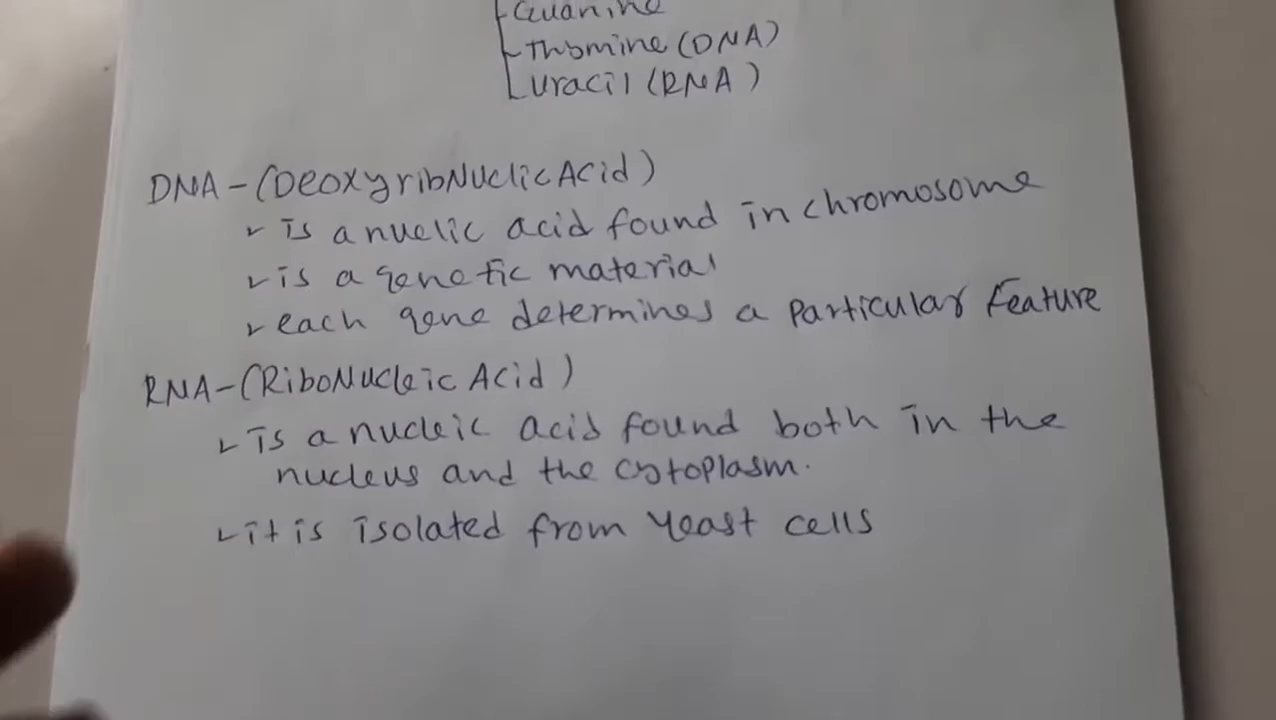 Guanine
Thymine (DNA)
Uracil (RNA)
DNA - (DeoxyribNuclicAcid)
✓ is a nuclic acid found in chromosome
✓ is a genetic material
✓ each gene determines a particular feature
RNA - (RiboNucleic Acid)
✓ is a nucleic acid found both in the
nucleus and the cytoplasm.
✓ it is isolated from yeast cells